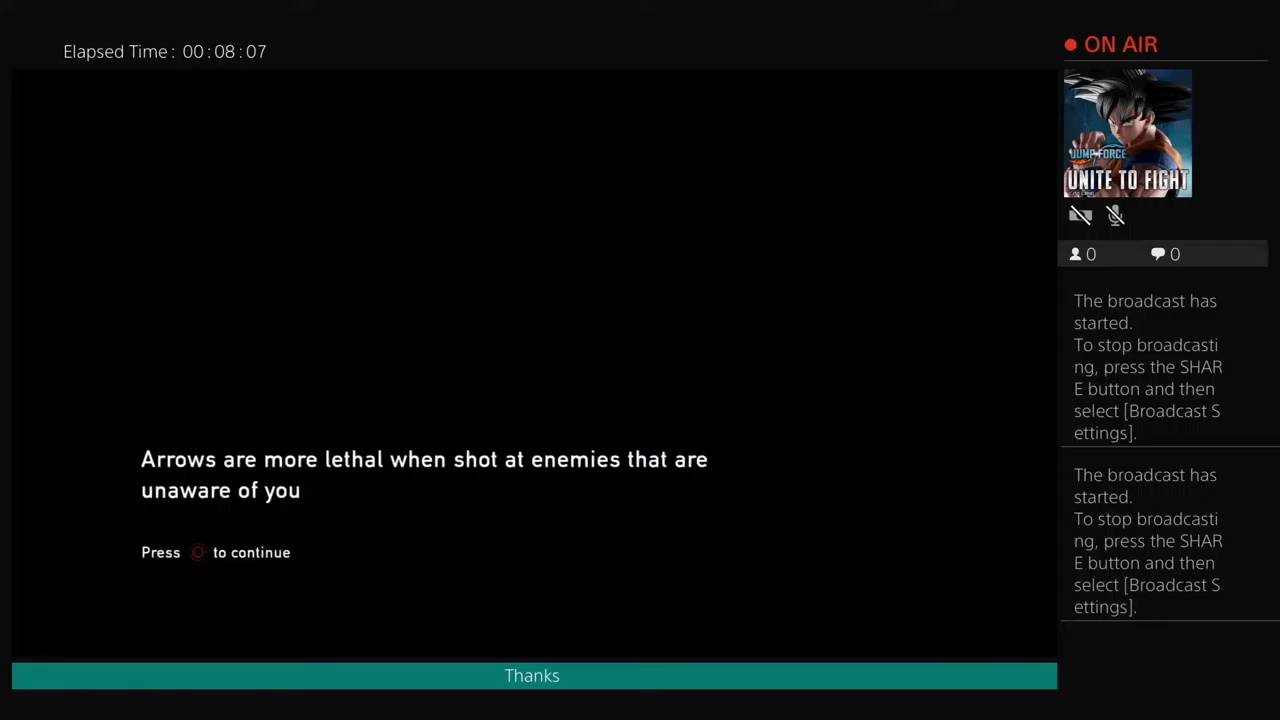 Elapsed Time : 00:08:07
ON AIR
JUMP FORCE
UNITE TO FIGHT
0
0
The broadcast has
started.
To stop broadcasti
ng, press the SHAR
E button and then
select [Broadcast S
ettings].
The broadcast has
started.
To stop broadcasti
ng, press the SHAR
E button and then
select [Broadcast S
ettings].
Arrows are more lethal when shot at enemies that are
unaware of you
Press to continue
Thanks